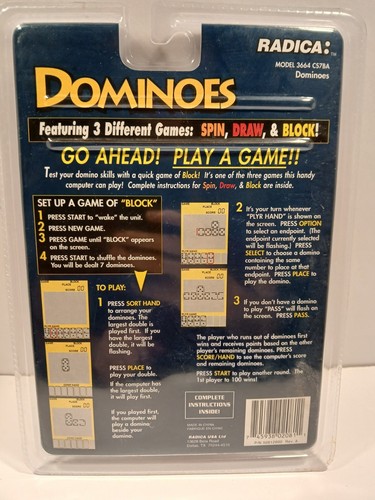 RADICA:™
MODEL 3664 CS7BA
Dominoes
DOMINOES
Featuring 3 Different Games: SPIN, DRAW, & BLOCK!
GO AHEAD! PLAY A GAME!!
Test your domino skills with a quick game of Block! It's one of the three games this handy
computer can play! Complete instructions for Spin, Draw, & Block are inside.
SET UP A GAME OF "BLOCK"
1 PRESS START to "wake" the unit.
2 PRESS NEW GAME.
3 PRESS GAME until "BLOCK" appears
on the screen.
4 PRESS START to shuffle the dominoes.
You will be dealt 7 dominoes.
TO PLAY:
1 PRESS SORT HAND
to arrange your
dominoes. The
largest double is
played first. If you
have the largest
double, it will be
flashing.
PRESS PLACE to
play your double.
If the computer has
the largest double,
it will play first.
If you played first,
the computer will
play a domino
beside your
domino.
2 It's your turn whenever
"PLYR HAND" is shown on
the screen. PRESS OPTION
to select an endpoint. (The
endpoint currently selected
will be flashing.) PRESS
SELECT to choose a domino
containing the same
number to place at that
endpoint. PRESS PLACE to
play the domino.
3 If you don't have a domino
to play "PASS" will flash on
the screen. PRESS PASS.
The player who runs out of dominoes first
wins and receives points based on the other
player's remaining dominoes. PRESS
SCORE/HAND to see the computer's score
and remaining dominoes.
PRESS START to play another round. The
1st player to 100 wins!
COMPLETE
INSTRUCTIONS
INSIDE!
MADE IN CHINA
RADICA USA Ltd
Dallas, TX